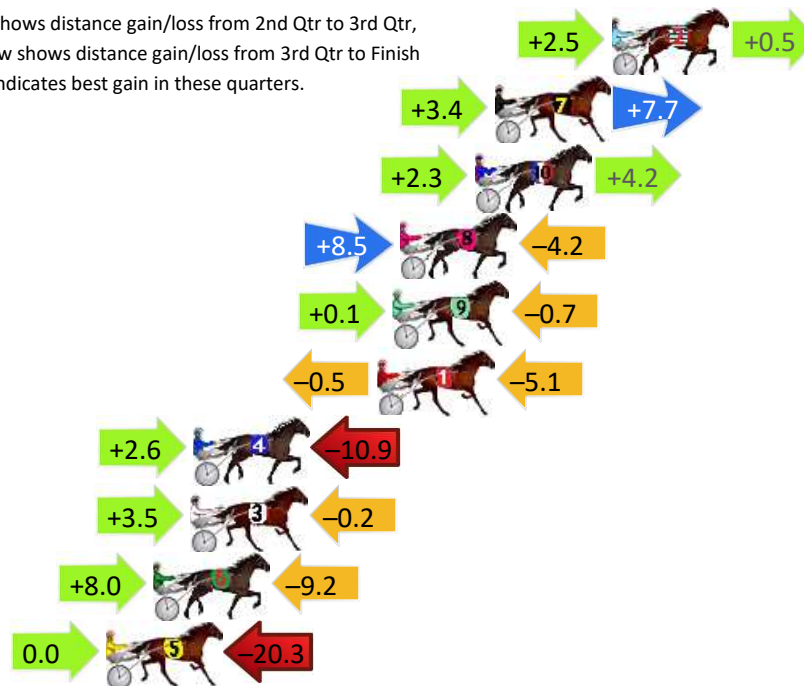 hows distance gain/loss from 2nd Qtr to 3rd Qtr,
w shows distance gain/loss from 3rd Qtr to Finish
ndicates best gain in these quarters.
+2.5 +0.5
+3.4 7 +7.7
+2.3 10 +4.2
+8.5 8 –4.2
+0.1 9 –0.7
–0.5 1 –5.1
+2.6 4 –10.9
+3.5 3 –0.2
+8.0 6 –9.2
0.0 5 –20.3